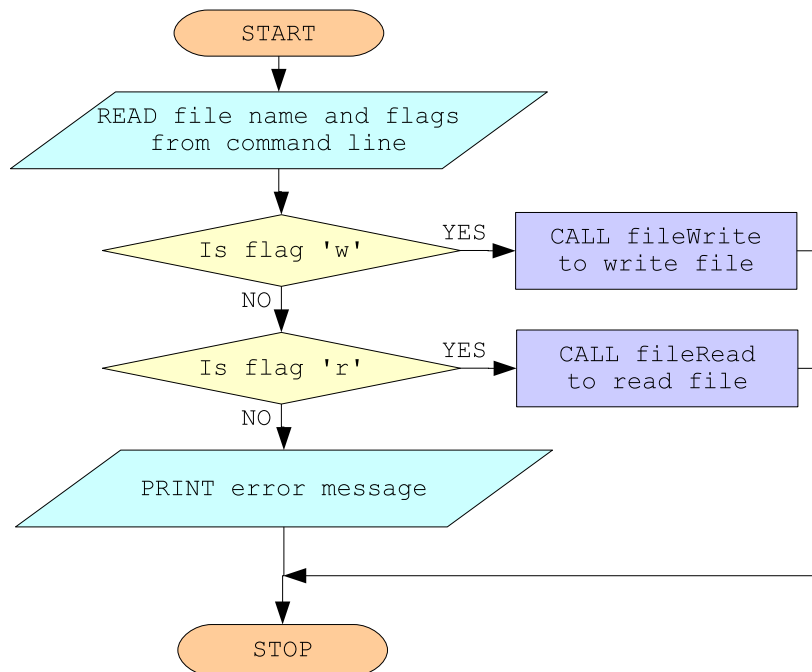 START
READ file name and flags
from command line
Is flag 'w'
YES
CALL fileWrite
to write file
NO
Is flag 'r'
YES
CALL fileRead
to read file
NO
PRINT error message
STOP